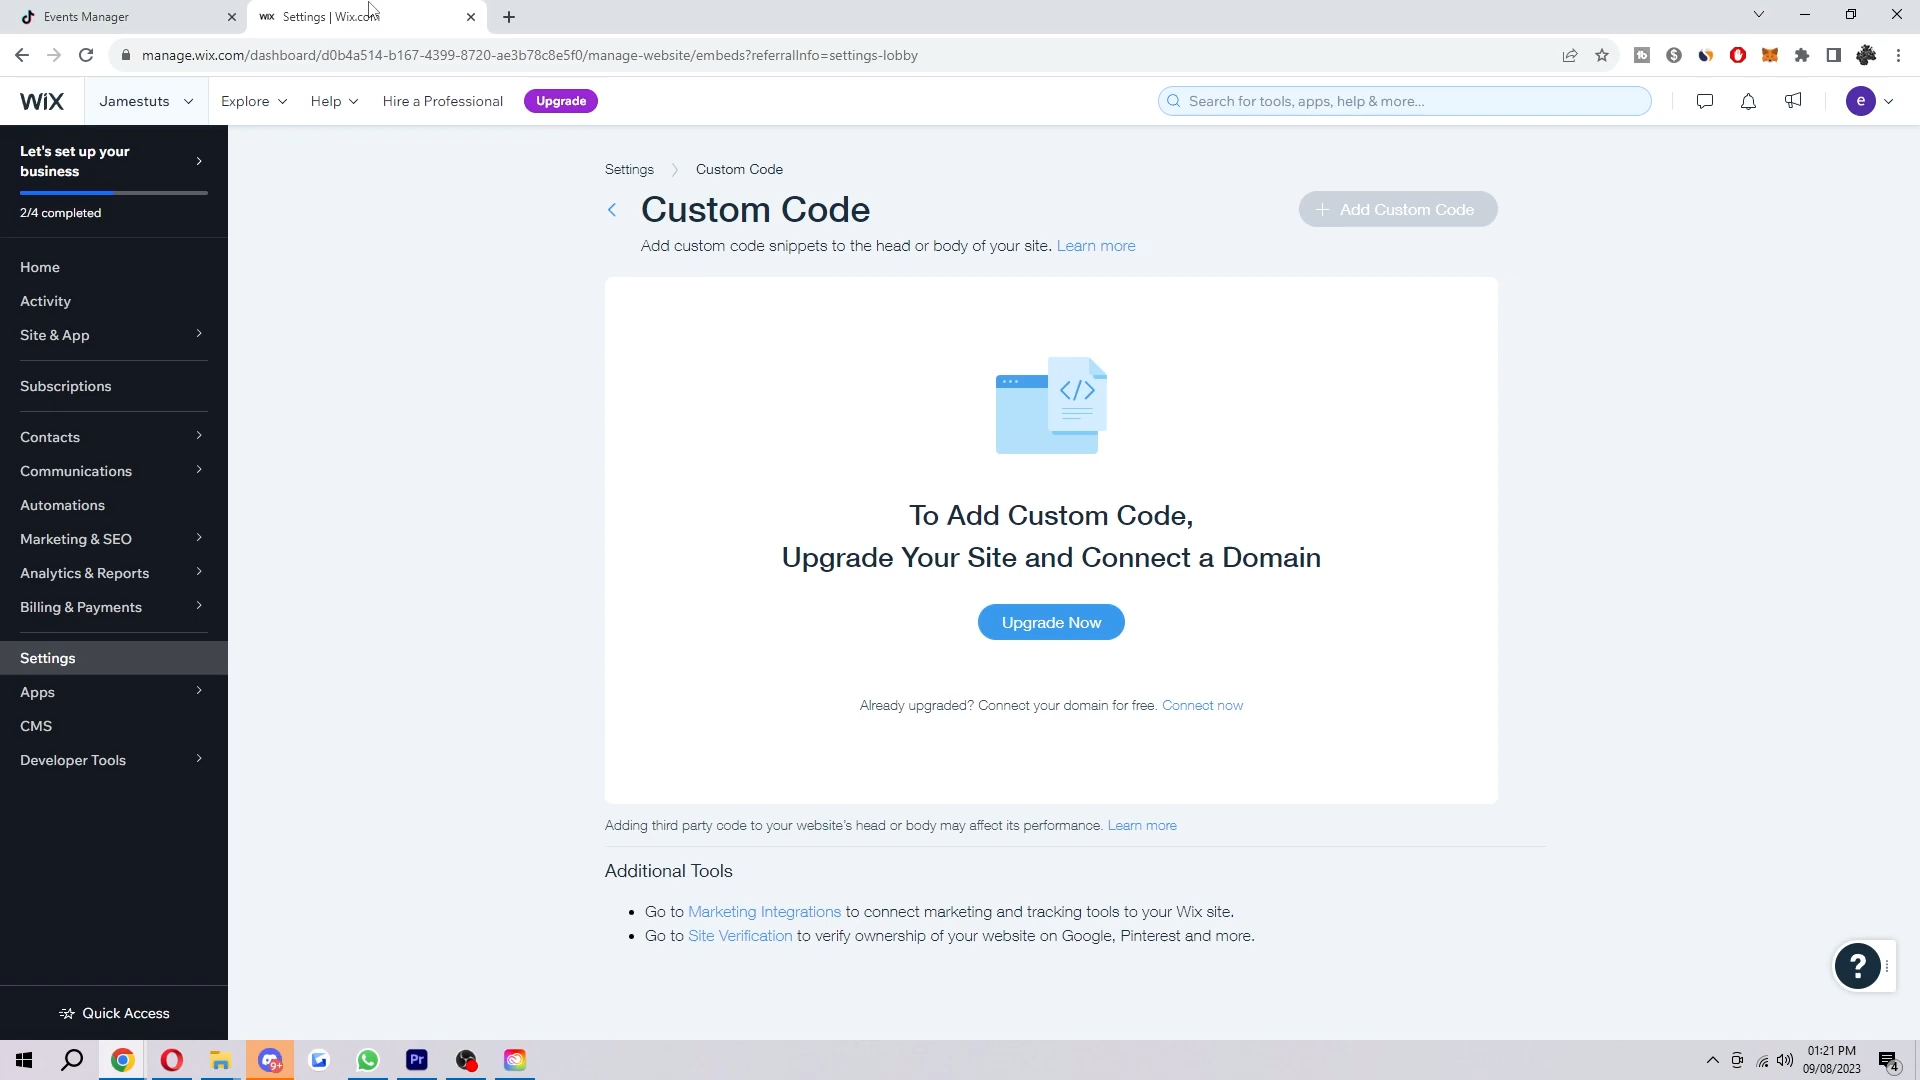 Events Manager
WIX Settings | Wix.com
manage.wix.com/dashboard/d0b4a514-b167-4399-8720-ae3b78c8e5f0/manage-website/embeds?referralInfo=settings-lobby
WiX
Jamestuts
Explore
Help
Hire a Professional
Upgrade
Search for tools, apps, help & more...
e
Let's set up your
business
2/4 completed
Home
Activity
Site & App
Subscriptions
Contacts
Communications
Automations
Marketing & SEO
Analytics & Reports
Billing & Payments
Settings
Apps
CMS
Developer Tools
Quick Access
Settings
Custom Code
Custom Code
+ Add Custom Code
Add custom code snippets to the head or body of your site. Learn more
</>
To Add Custom Code,
Upgrade Your Site and Connect a Domain
Upgrade Now
Already upgraded? Connect your domain for free. Connect now
Adding third party code to your website's head or body may affect its performance. Learn more
Additional Tools
• Go to Marketing Integrations to connect marketing and tracking tools to your Wix site.
• Go to Site Verification to verify ownership of your website on Google, Pinterest and more.
?
9+
Pr
01:21 PM
09/08/2023
4